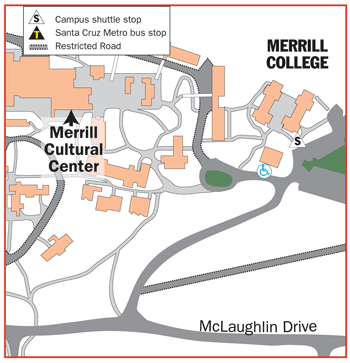 S Campus shuttle stop
T Santa Cruz Metro bus stop
Restricted Road
MERRILL
COLLEGE
S
Merrill
Cultural
Center
McLaughlin Drive